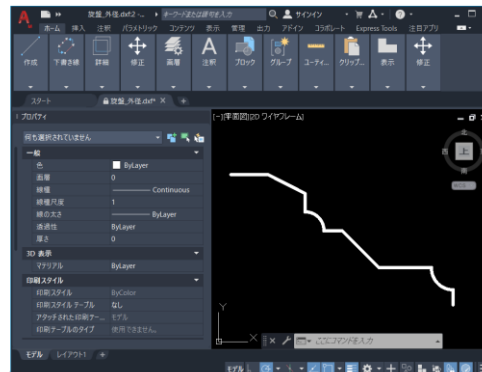 旋盤_外径.dxf:2 -...
キーワードまたは語句を入力
サインイン
ホーム 挿入 注釈 パラメトリック コンテンツ 表示 管理 出力 アドイン コラボレート Express Tools 注目アプリ
作成 下書き線 詳細 修正 画層 注釈 ブロック グループ ユーティ... クリップ... 表示 修正
スタート 旋盤_外径.dxf* × +
プロパティ
何も選択されていません
[-][平面図][2D ワイヤフレーム]
一般
色 ByLayer
画層 0
線種 Continuous
線種尺度 1
線の太さ ByLayer
透過性 ByLayer
厚さ 0
3D 表示
マテリアル ByLayer
印刷スタイル
印刷スタイル ByColor
印刷スタイル テーブル なし
アタッチされた印刷テー... モデル
印刷テーブルのタイプ 使用できません。
上
Y
X
ここにコマンドを入力
モデル レイアウト1 +
モデル